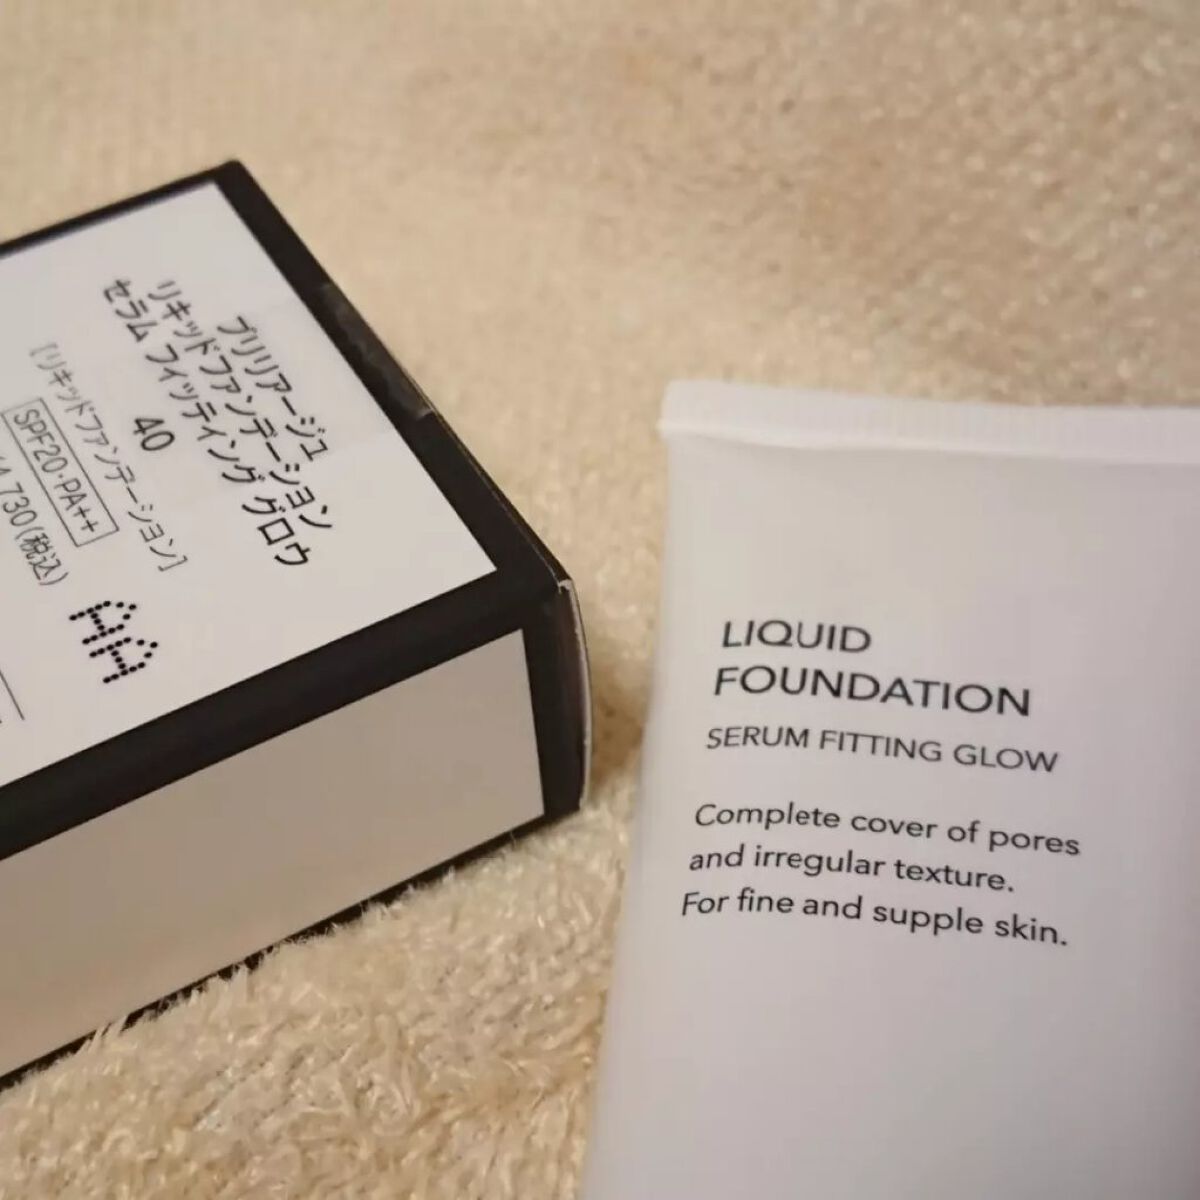 ブリリアージュ
リキッドファンデーション
セラム フィッティング グロウ
40
[リキッドファンデーション]
SPF20・PA++
730(税込)
AA
LIQUID
FOUNDATION
SERUM FITTING GLOW
Complete cover of pores
and irregular texture.
For fine and supple skin.